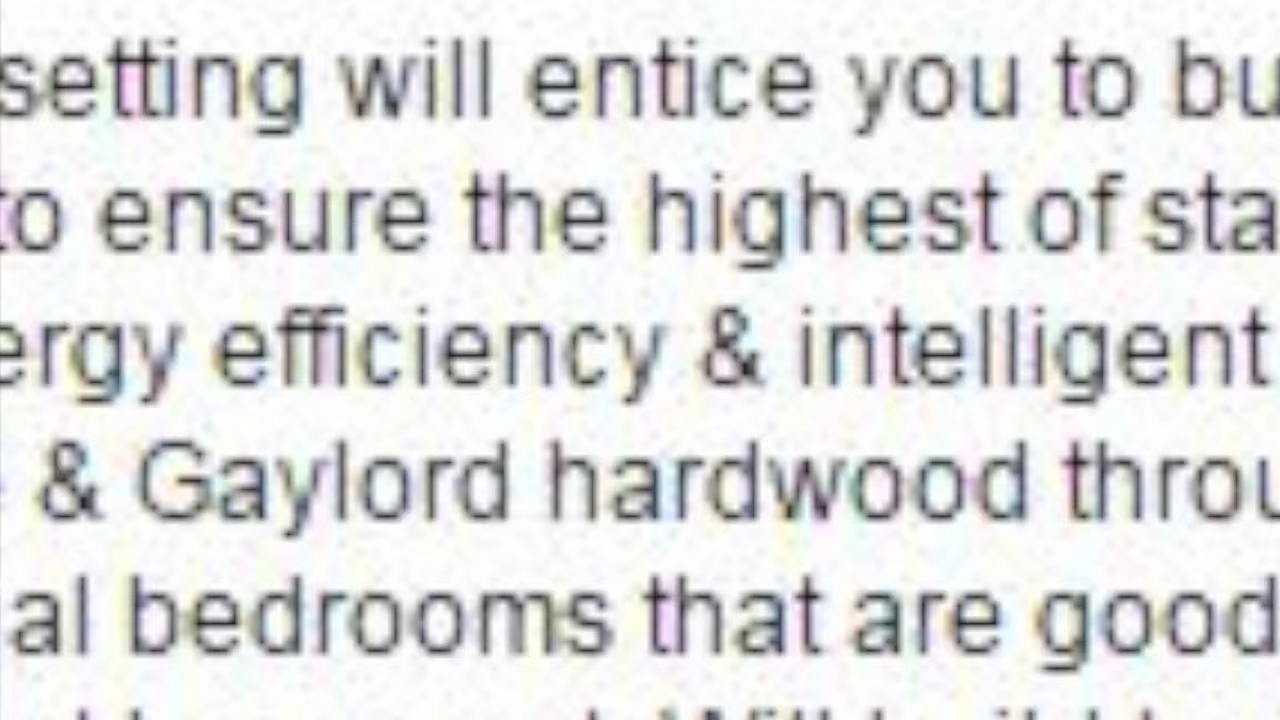 setting will entice you to bu
to ensure the highest of sta
ergy efficiency & intelligent
& Gaylord hardwood throu
al bedrooms that are good